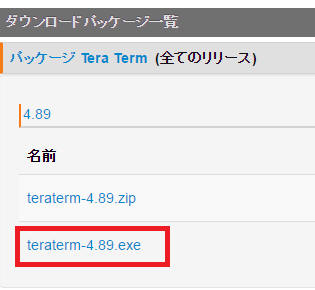 ダウンロードパッケージ一覧
パッケージ Tera Term (全てのリリース)
4.89
名前
teraterm-4.89.zip
teraterm-4.89.exe